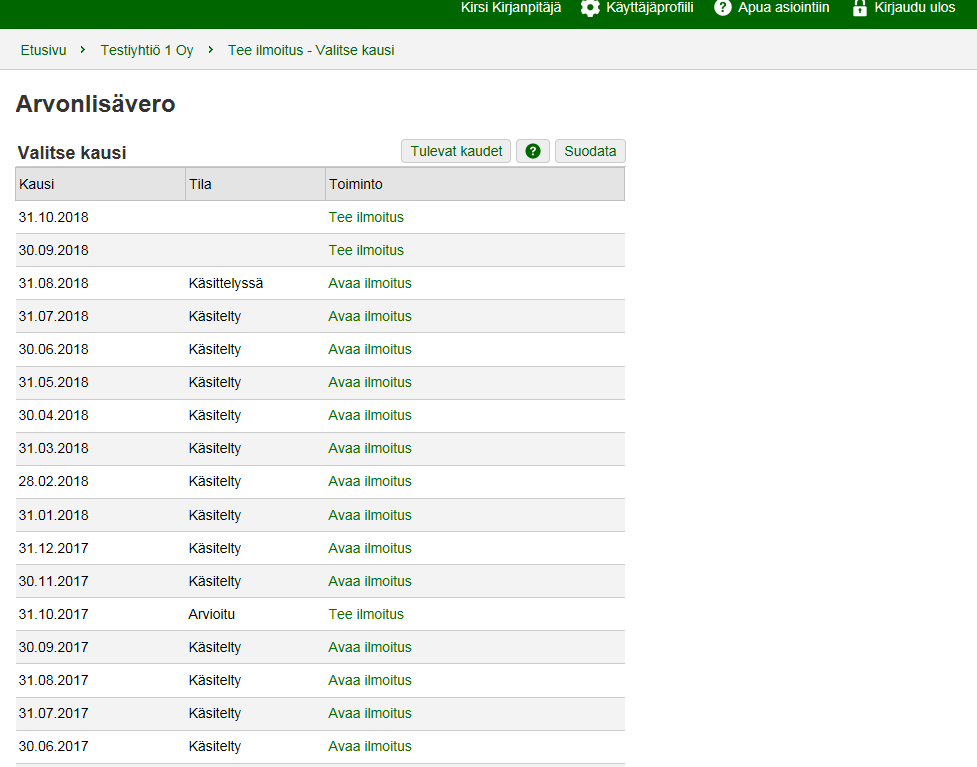 Kirsi Kirjanpitäjä Käyttäjäprofiili ? Apua asiointiin Kirjaudu ulos
Etusivu > Testiyhtiö 1 Oy > Tee ilmoitus - Valitse kausi
Arvonlisävero
Valitse kausi Tulevat kaudet ? Suodata
Kausi Tila Toiminto
31.10.2018 Tee ilmoitus
30.09.2018 Tee ilmoitus
31.08.2018 Käsittelyssä Avaa ilmoitus
31.07.2018 Käsitelty Avaa ilmoitus
30.06.2018 Käsitelty Avaa ilmoitus
31.05.2018 Käsitelty Avaa ilmoitus
30.04.2018 Käsitelty Avaa ilmoitus
31.03.2018 Käsitelty Avaa ilmoitus
28.02.2018 Käsitelty Avaa ilmoitus
31.01.2018 Käsitelty Avaa ilmoitus
31.12.2017 Käsitelty Avaa ilmoitus
30.11.2017 Käsitelty Avaa ilmoitus
31.10.2017 Arvioitu Tee ilmoitus
30.09.2017 Käsitelty Avaa ilmoitus
31.08.2017 Käsitelty Avaa ilmoitus
31.07.2017 Käsitelty Avaa ilmoitus
30.06.2017 Käsitelty Avaa ilmoitus